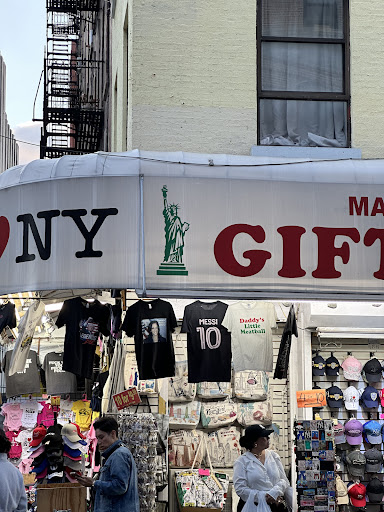 NY
MA
GIFT
MESSI
10
Daddy's
Little
Meatball